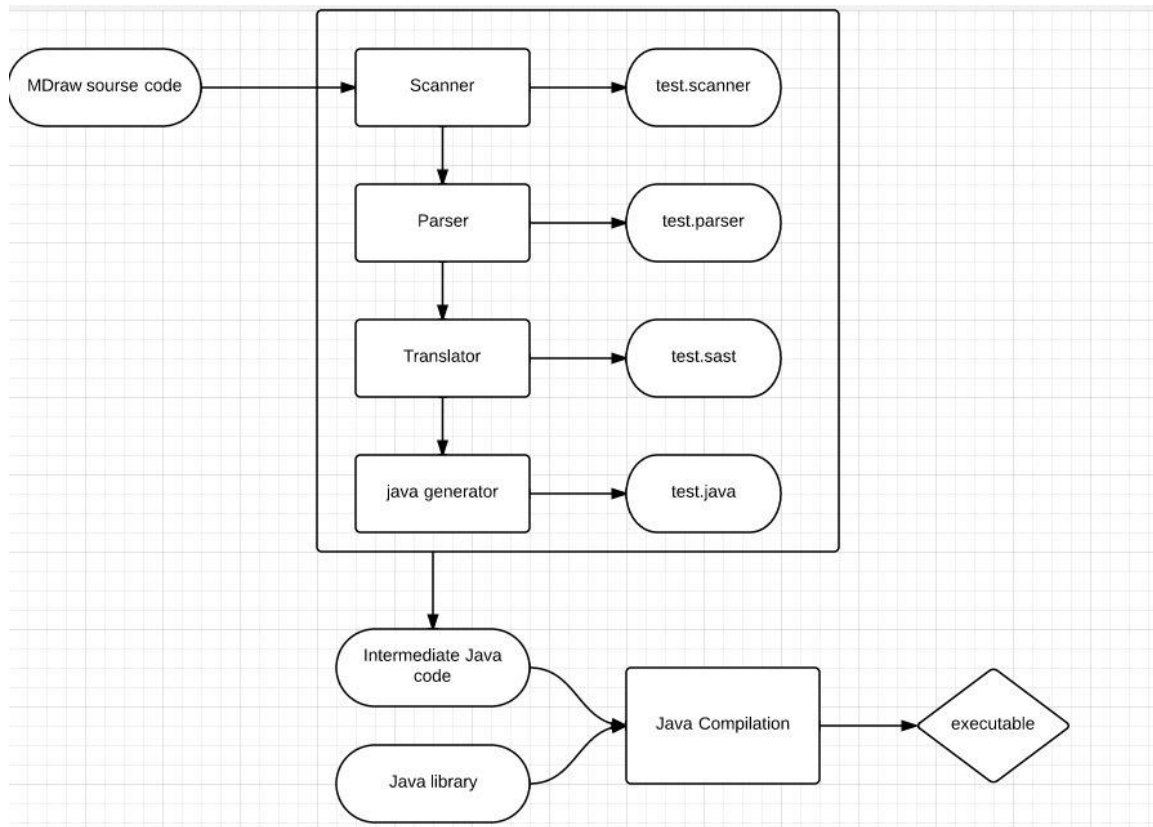 MDraw sourse code
Scanner
test.scanner
Parser
test.parser
Translator
test.sast
java generator
test.java
Intermediate Java
code
Java Compilation
executable
Java library